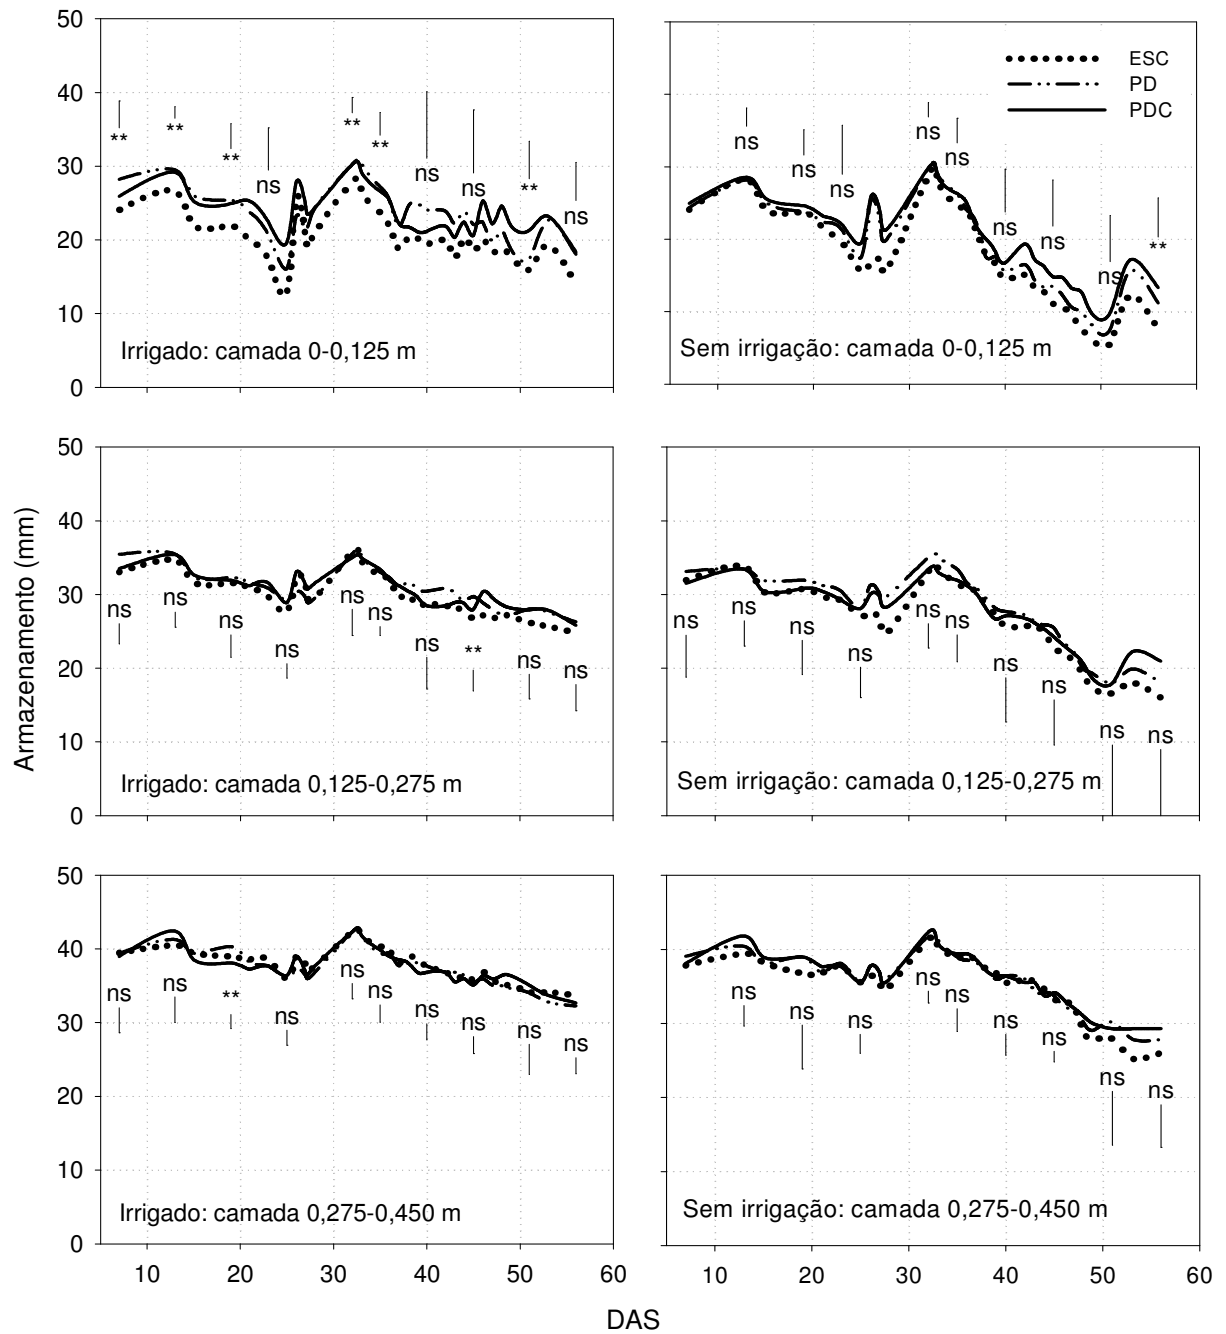 50
40
30
20
10
0
** ** ** ns ** ** ns ns ** ns
Irrigado: camada 0-0,125 m
ESC
PD
PDC
ns ns ns ns ns ns ns ns **
Sem irrigação: camada 0-0,125 m
Armazenamento (mm)
50
40
30
20
10
0
ns ns ns ns ns ns ns ** ns ns
Irrigado: camada 0,125-0,275 m
ns ns ns ns ns ns ns ns ns ns
Sem irrigação: camada 0,125-0,275 m
50
40
30
20
10
0
ns ns ** ns ns ns ns ns ns ns
Irrigado: camada 0,275-0,450 m
10 20 30 40 50 60
ns ns ns ns ns ns ns ns ns
Sem irrigação: camada 0,275-0,450 m
10 20 30 40 50 60
DAS